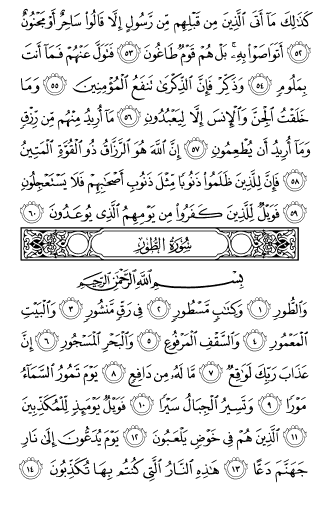 كَذَٰلِكَ مَآ أَتَى ٱلَّذِينَ مِن قَبْلِهِم مِّن رَّسُولٍ إِلَّا قَالُوا۟ سَاحِرٌ أَوْ مَجْنُونٌ
٥٢ أَتَوَاصَوْا۟ بِهِۦ ۚ بَلْ هُمْ قَوْمٌ طَاغُونَ ٥٣ فَتَوَلَّ عَنْهُمْ فَمَآ أَنتَ
بِمَلُومٍ ٥٤ وَذَكِّرْ فَإِنَّ ٱلذِّكْرَىٰ تَنفَعُ ٱلْمُؤْمِنِينَ ٥٥ وَمَا
خَلَقْتُ ٱلْجِنَّ وَٱلْإِنسَ إِلَّا لِيَعْبُدُونِ ٥٦ مَآ أُرِيدُ مِنْهُم مِّن رِّزْقٍ
وَمَآ أُرِيدُ أَن يُطْعِمُونِ ٥٧ إِنَّ ٱللَّهَ هُوَ ٱلرَّزَّاقُ ذُو ٱلْقُوَّةِ ٱلْمَتِينُ
٥٨ فَإِنَّ لِلَّذِينَ ظَلَمُوا۟ ذَنُوبًا مِّثْلَ ذَنُوبِ أَصْحَٰبِهِمْ فَلَا يَسْتَعْجِلُونِ
٥٩ فَوَيْلٌ لِّلَّذِينَ كَفَرُوا۟ مِن يَوْمِهِمُ ٱلَّذِى يُوعَدُونَ ٦٠
سُورَةُ الطُّورِ
بِسْمِ ٱللَّهِ ٱلرَّحْمَٰنِ ٱلرَّحِيمِ
وَٱلطُّورِ ١ وَكِتَٰبٍ مَّسْطُورٍ ٢ فِى رَقٍّ مَّنشُورٍ ٣ وَٱلْبَيْتِ
ٱلْمَعْمُورِ ٤ وَٱلسَّقْفِ ٱلْمَرْفُوعِ ٥ وَٱلْبَحْرِ ٱلْمَسْجُورِ ٦ إِنَّ
عَذَابَ رَبِّكَ لَوَٰقِعٌ ٧ مَّا لَهُۥ مِن دَافِعٍ ٨ يَوْمَ تَمُورُ ٱلسَّمَآءُ
مَوْرًا ٩ وَتَسِيرُ ٱلْجِبَالُ سَيْرًا ١٠ فَوَيْلٌ يَوْمَئِذٍ لِّلْمُكَذِّبِينَ
١١ ٱلَّذِينَ هُمْ فِى خَوْضٍ يَلْعَبُونَ ١٢ يَوْمَ يُدَعُّونَ إِلَىٰ نَارِ
جَهَنَّمَ دَعًّا ١٣ هَٰذِهِ ٱلنَّارُ ٱلَّتِى كُنتُم بِهَا تُكَذِّبُونَ ١٤